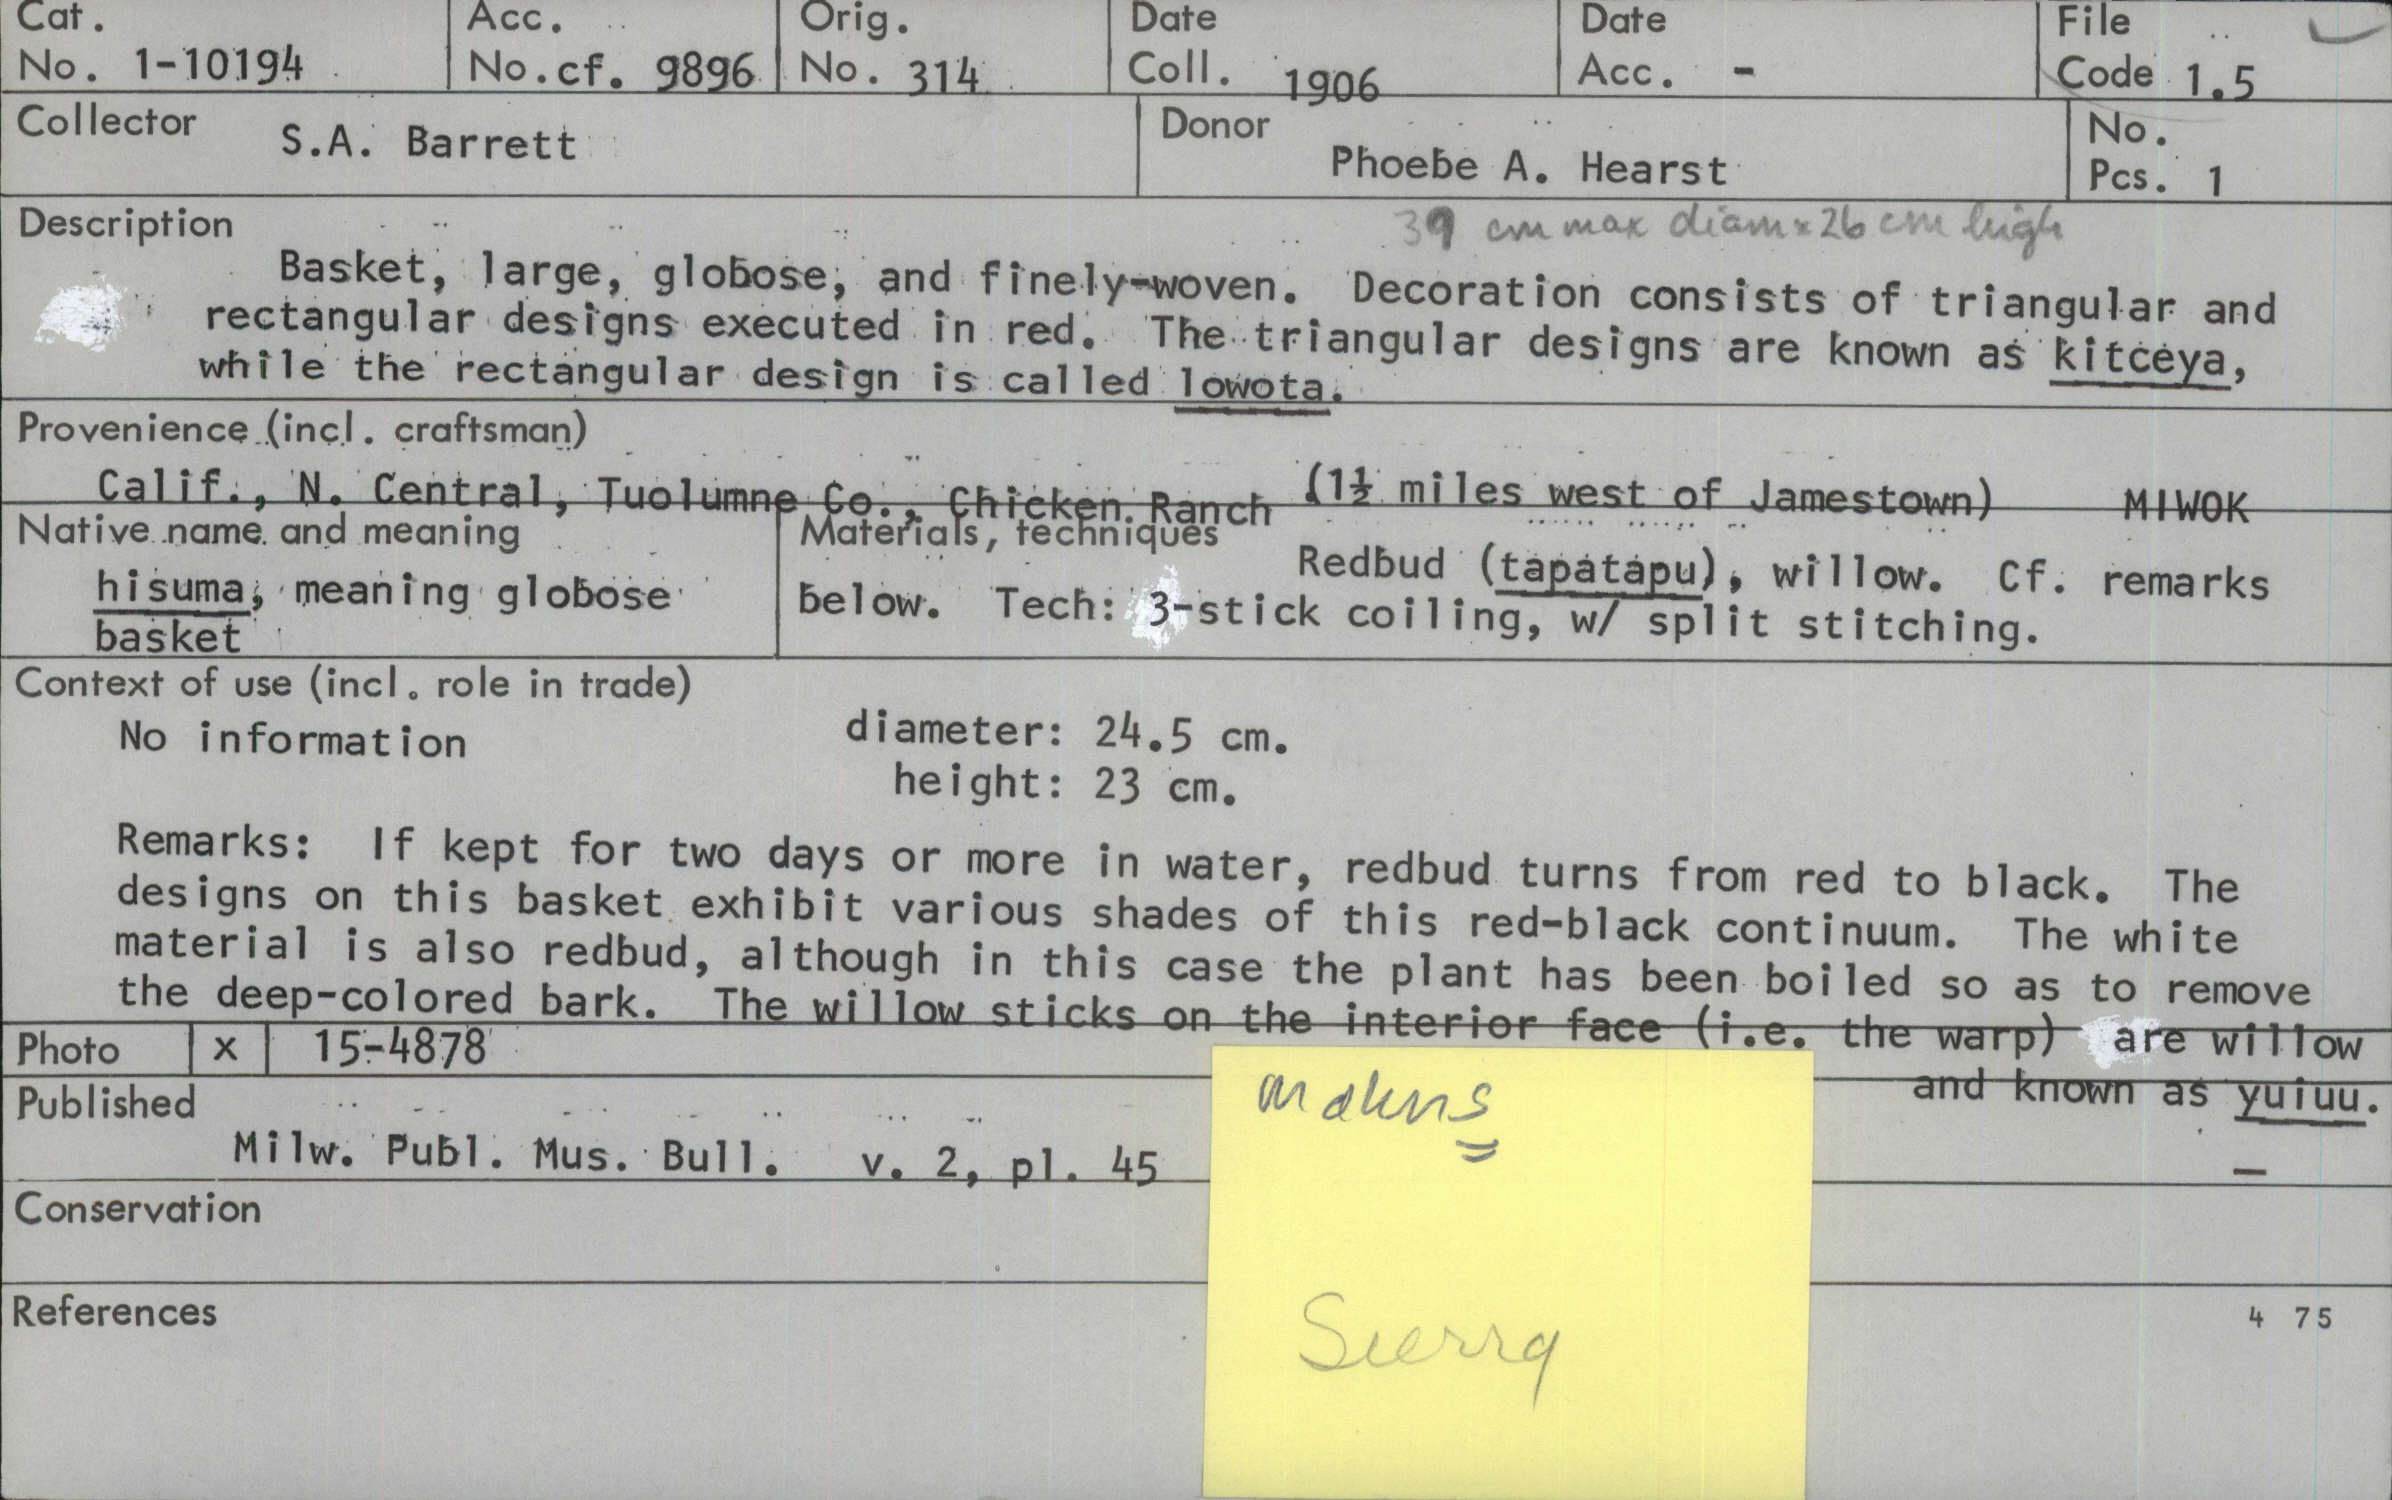 Cat. No. 1-10194
Acc. No. cf. 9896
Orig. No. 314
Date Coll. 1906
Date Acc. -
File Code 1.5
Collector S.A. Barrett
Donor Phoebe A. Hearst
No. Pcs. 1
Description
39 cm max diam x 26 cm high
Basket, large, globose, and finely-woven. Decoration consists of triangular and
rectangular designs executed in red. The triangular designs are known as kitceya,
while the rectangular design is called lowota.
Provenience (incl. craftsman)
Calif., N. Central, Tuolumne Co., Chicken Ranch (1½ miles west of Jamestown) MIWOK
Native name and meaning
hisuma, meaning globose
basket
Materials, techniques
Redbud (tapatapu), willow. Cf. remarks
below. Tech: 3-stick coiling, w/ split stitching.
Context of use (incl. role in trade)
No information
diameter: 24.5 cm.
height: 23 cm.
Remarks: If kept for two days or more in water, redbud turns from red to black. The
designs on this basket exhibit various shades of this red-black continuum. The white
material is also redbud, although in this case the plant has been boiled so as to remove
the deep-colored bark. The willow sticks on the interior face (i.e. the warp) are willow
and known as yuiuu.
Photo x 15-4878
Published
Milw. Publ. Mus. Bull. v. 2, pl. 45
–
Conservation
References
4 75
Sierra